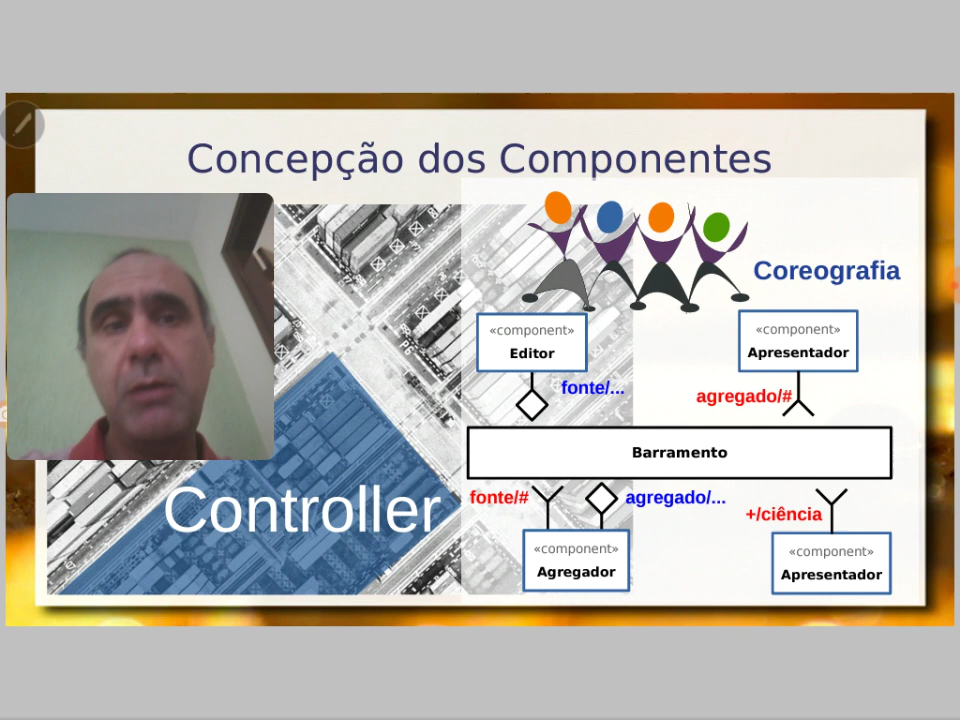 Concepção dos Componentes
Coreografia
«component»
Editor
«component»
Apresentador
fonte/...
agregado/#
Barramento
Controller
fonte/#
agregado/...
+/ciência
«component»
Agregador
«component»
Apresentador